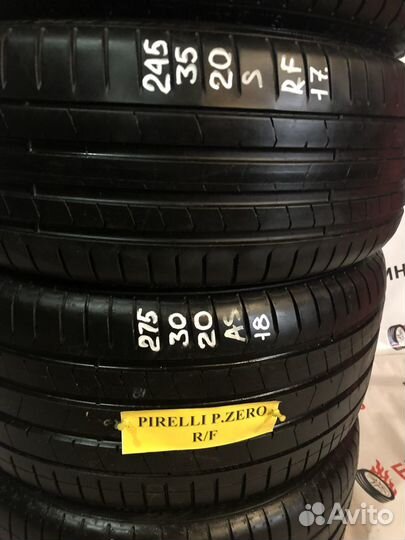 245
35
20
S
RF
17
275
30
20
AS
18
PIRELLI P.ZERO
R/F
Avito